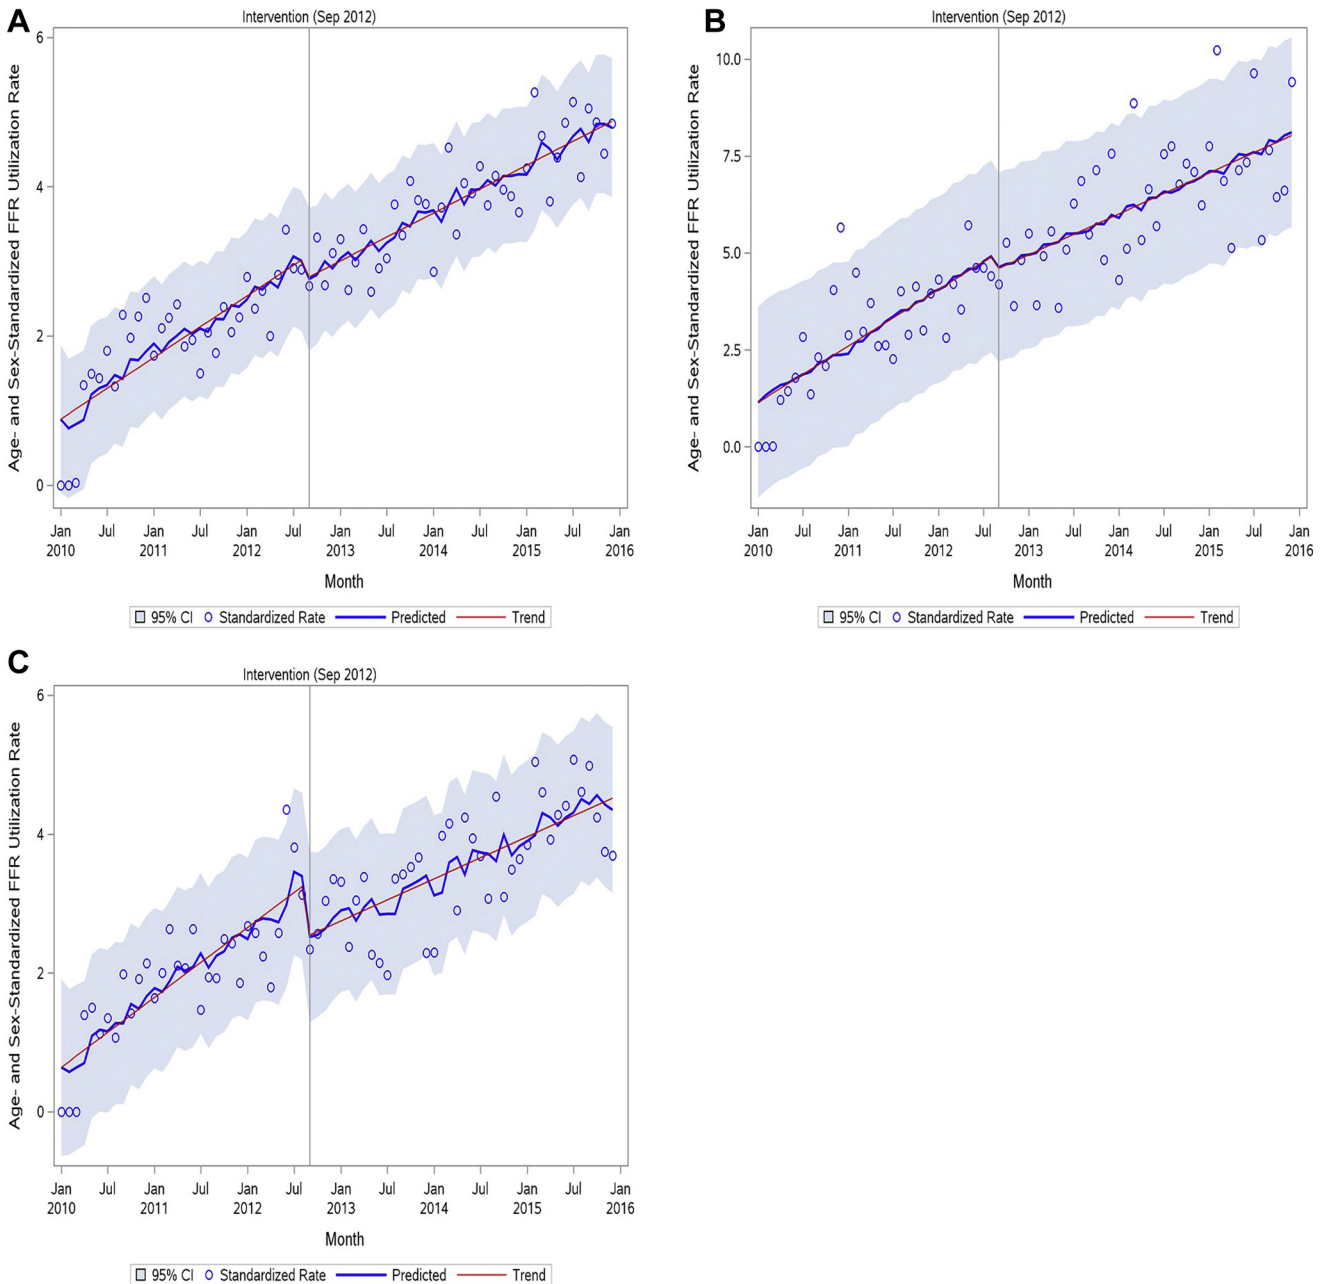 A
Intervention (Sep 2012)
Age- and Sex-Standardized FFR Utilization Rate
6
4
2
0
Jan Jul Jan Jul Jan Jul Jan Jul Jan Jul Jan Jul Jan
2010 2011 2012 2013 2014 2015 2016
Month
95% CI Standardized Rate Predicted Trend
B
Intervention (Sep 2012)
Age- and Sex-Standardized FFR Utilization Rate
10.0
7.5
5.0
2.5
0.0
Jan Jul Jan Jul Jan Jul Jan Jul Jan Jul Jan Jul Jan
2010 2011 2012 2013 2014 2015 2016
Month
95% CI Standardized Rate Predicted Trend
C
Intervention (Sep 2012)
Age- and Sex-Standardized FFR Utilization Rate
6
4
2
0
Jan Jul Jan Jul Jan Jul Jan Jul Jan Jul Jan Jul Jan
2010 2011 2012 2013 2014 2015 2016
Month
95% CI Standardized Rate Predicted Trend